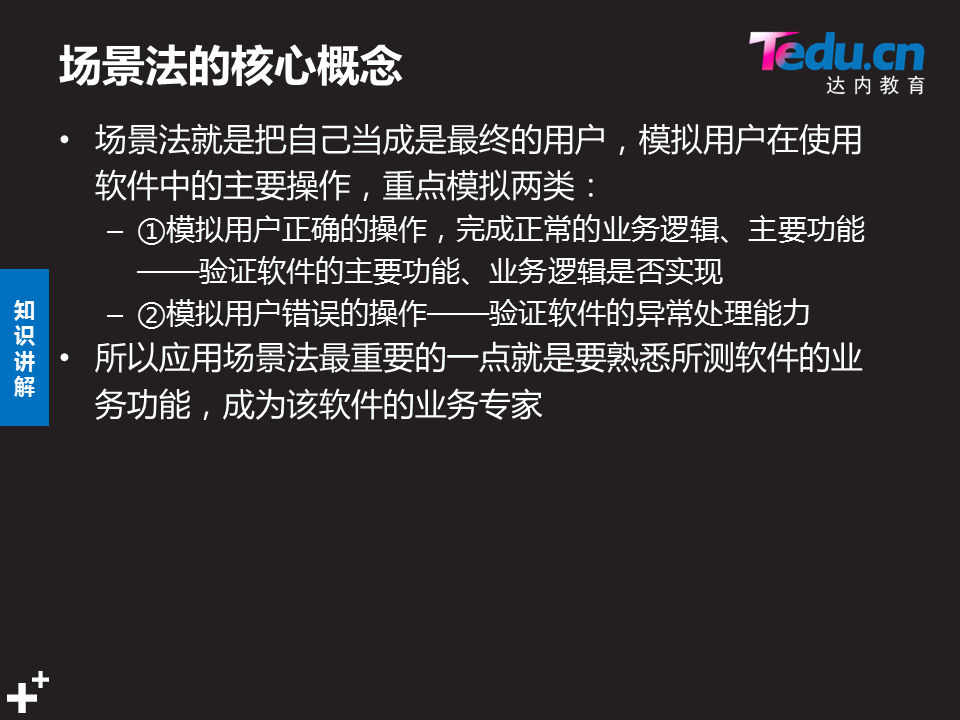 场景法的核心概念
Tedu.cn
达内教育
• 场景法就是把自己当成是最终的用户，模拟用户在使用
软件中的主要操作，重点模拟两类：
– ①模拟用户正确的操作，完成正常的业务逻辑、主要功能
——验证软件的主要功能、业务逻辑是否实现
– ②模拟用户错误的操作——验证软件的异常处理能力
• 所以应用场景法最重要的一点就是要熟悉所测软件的业
务功能，成为该软件的业务专家
知
识
讲
解